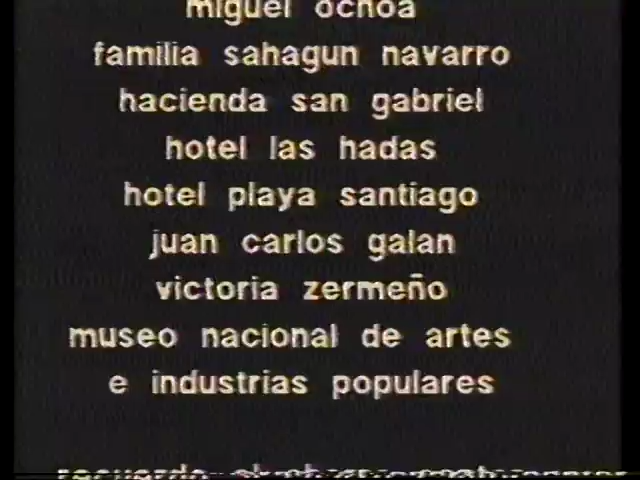 miguel ochoa
familia sahagun navarro
hacienda san gabriel
hotel las hadas
hotel playa santiago
juan carlos galan
victoria zermeño
museo nacional de artes
e industrias populares
recuerdo